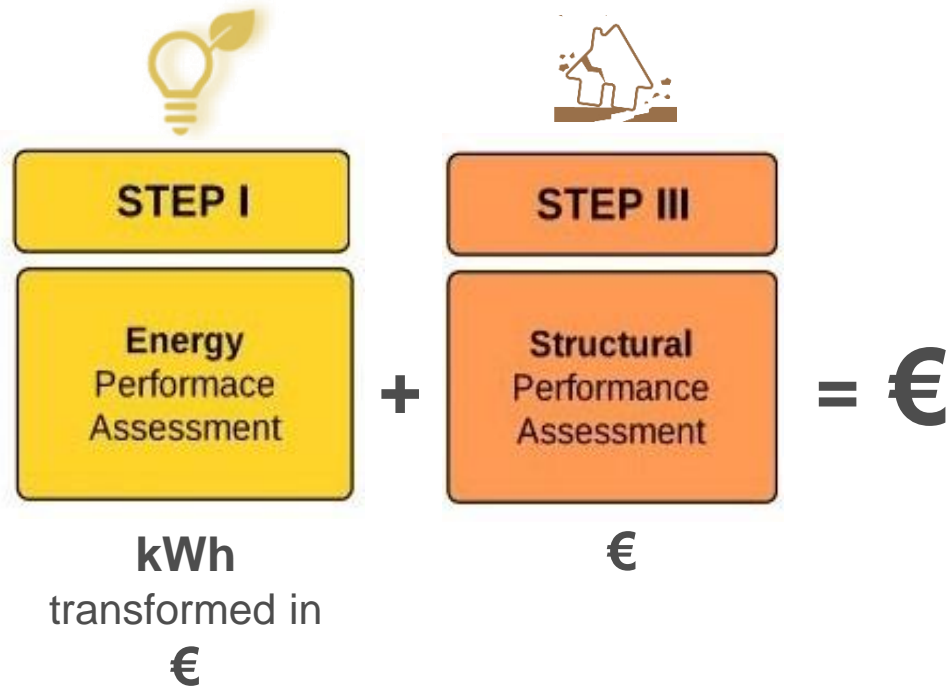 STEP I
Energy
Performace
Assessment
kWh
transformed in
€
+
STEP III
Structural
Performance
Assessment
€
= €